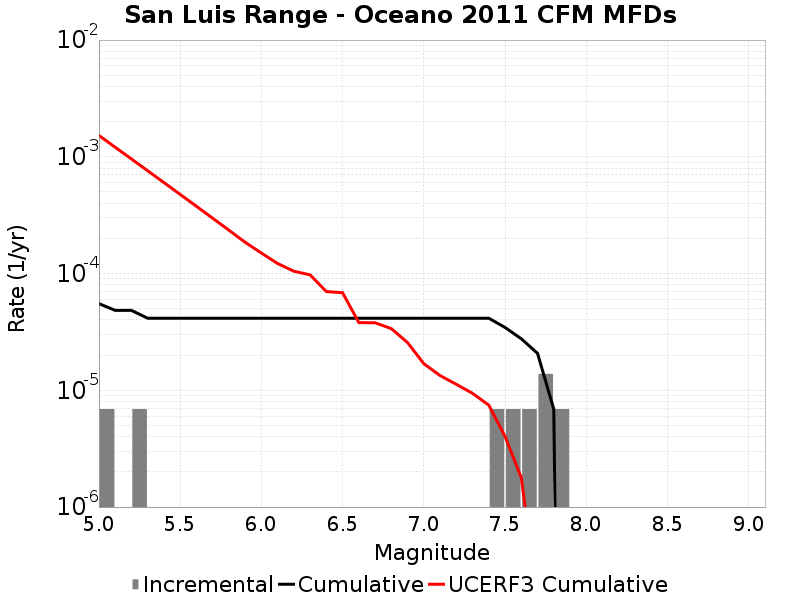 San Luis Range - Oceano 2011 CFM MFDs
10-2
10-3
10-4
10-5
10-6
Rate (1/yr)
5.0 5.5 6.0 6.5 7.0 7.5 8.0 8.5 9.0
Magnitude
Incremental Cumulative UCERF3 Cumulative